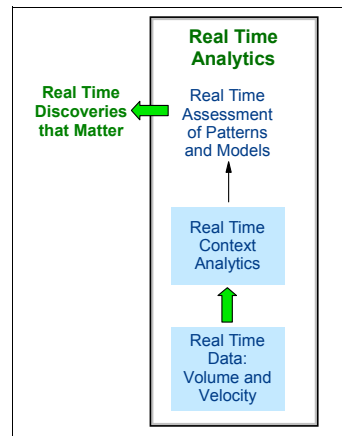 Real Time
Analytics
Real Time
Discoveries
that Matter
Real Time
Assessment
of Patterns
and Models
Real Time
Context
Analytics
Real Time
Data:
Volume and
Velocity